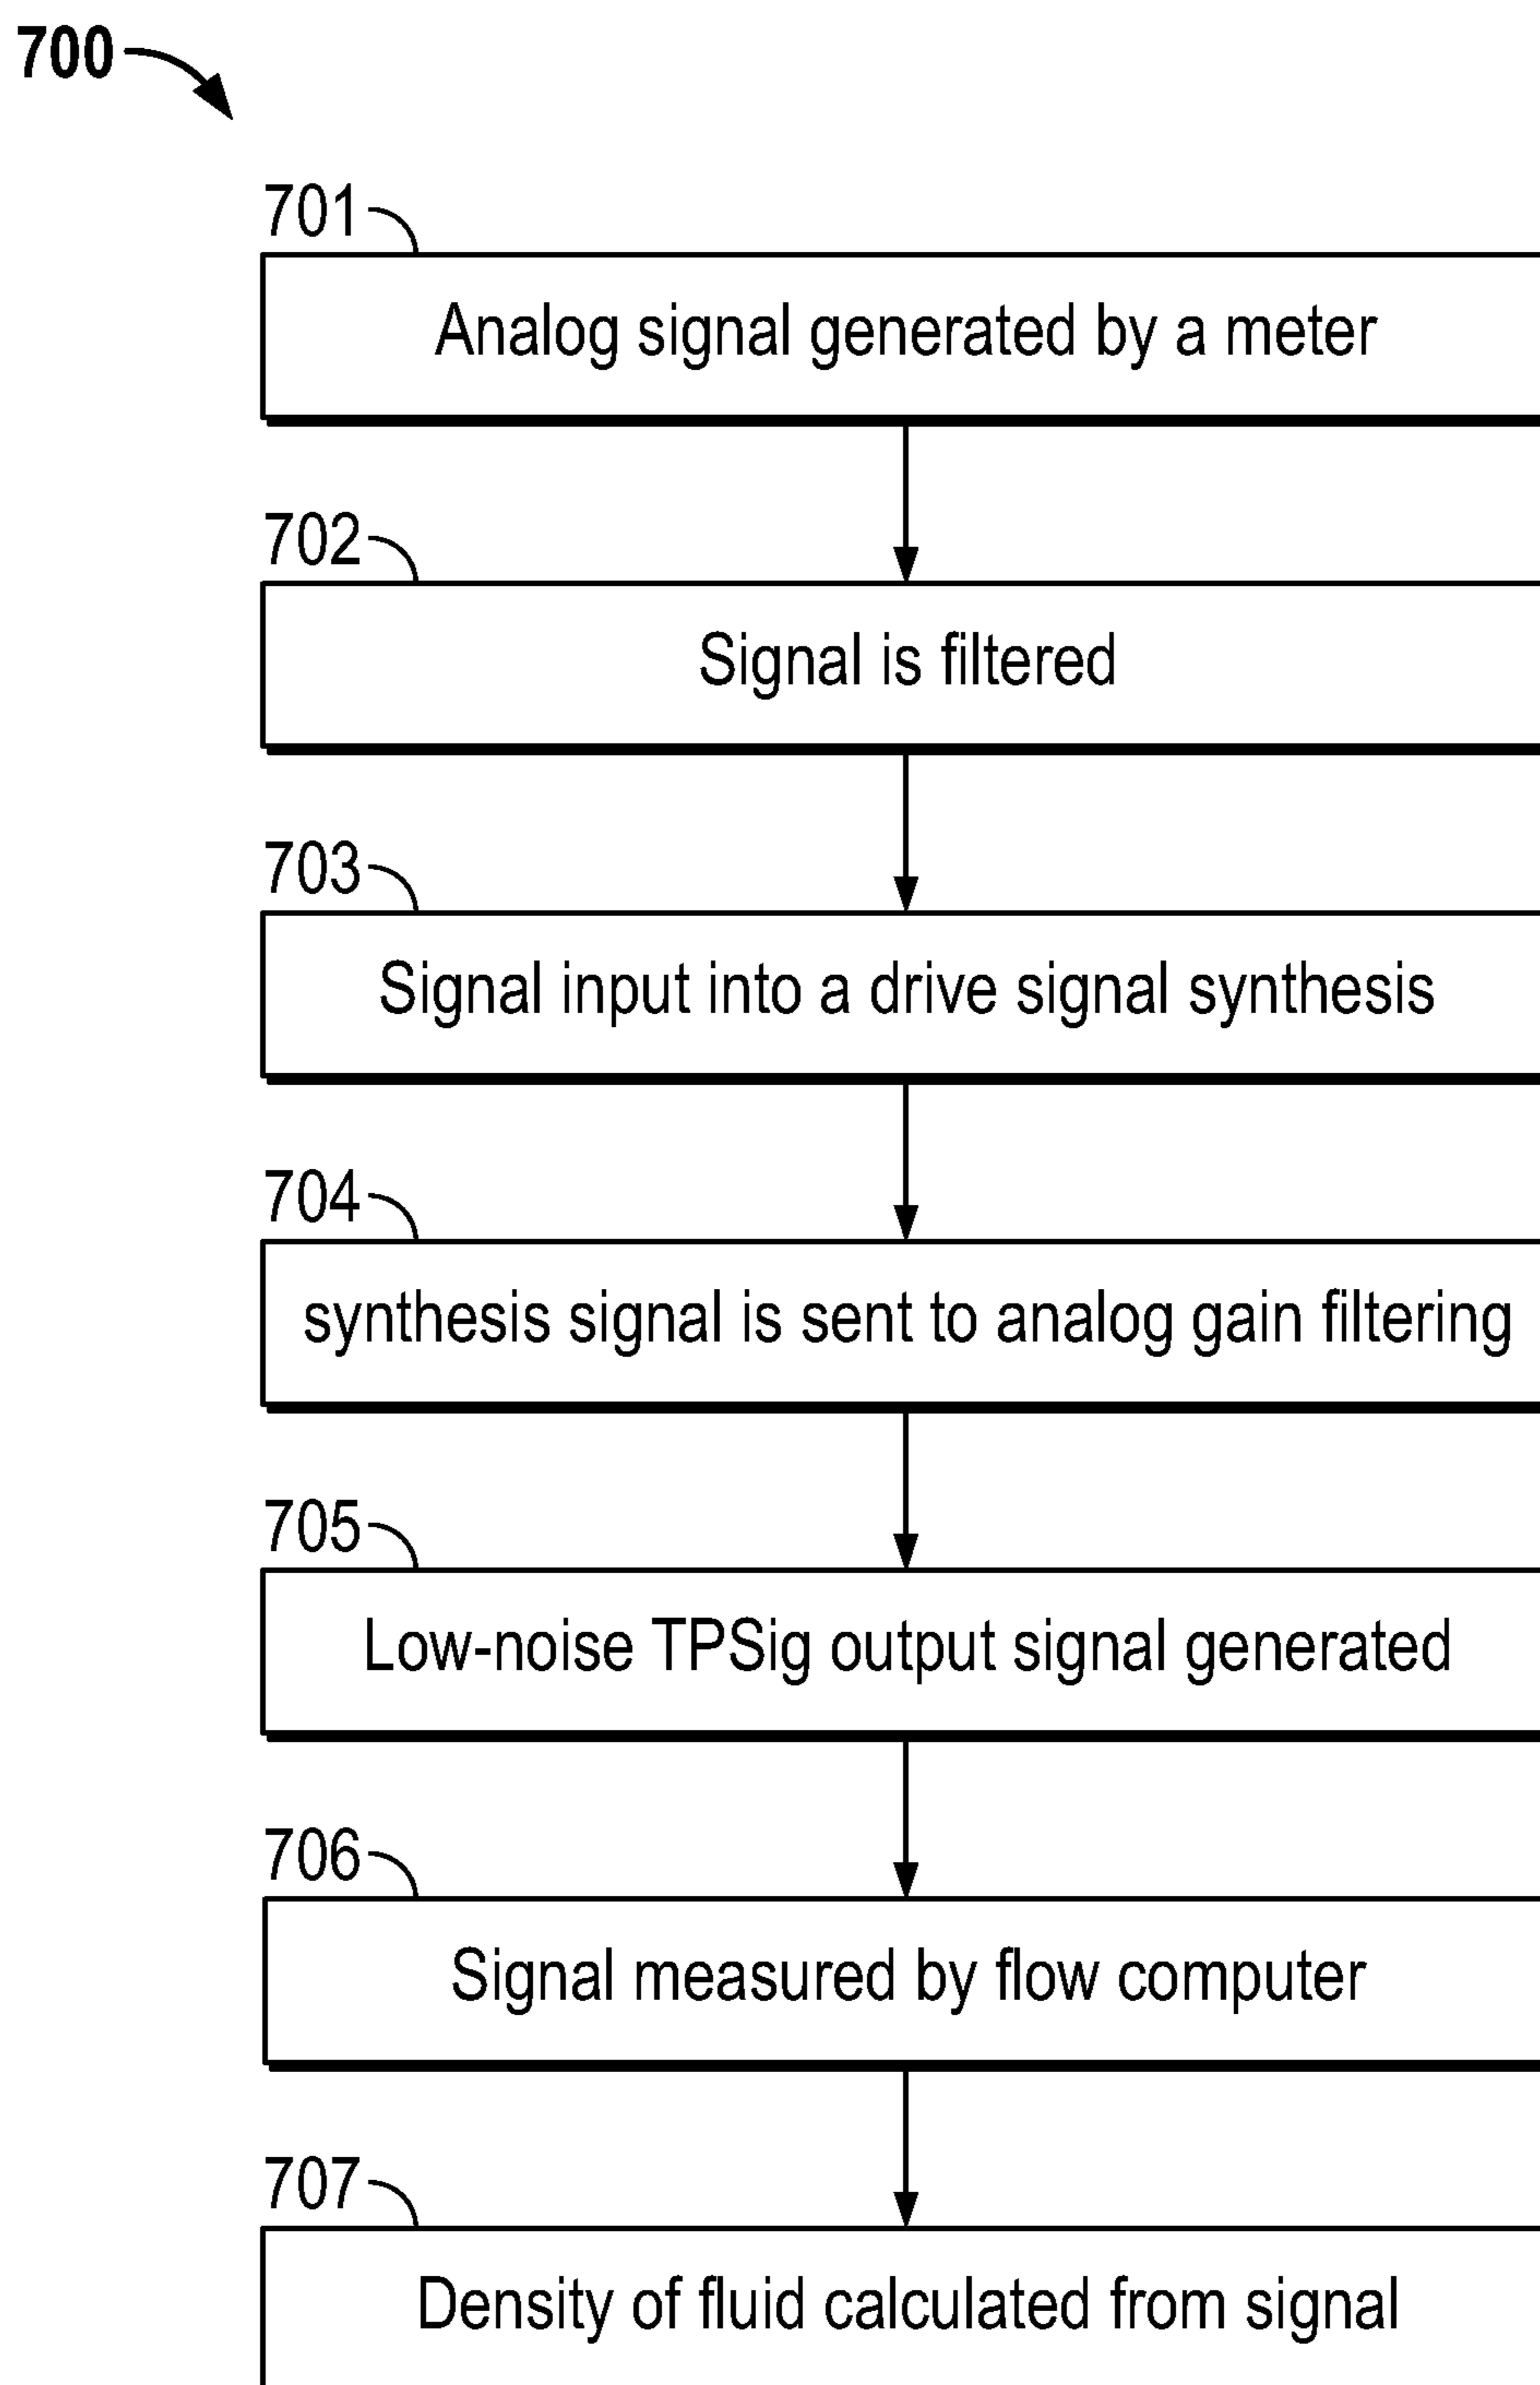 700
701
Analog signal generated by a meter
702
Signal is filtered
703
Signal input into a drive signal synthesis
704
synthesis signal is sent to analog gain filtering
705
Low-noise TPSig output signal generated
706
Signal measured by flow computer
707
Density of fluid calculated from signal